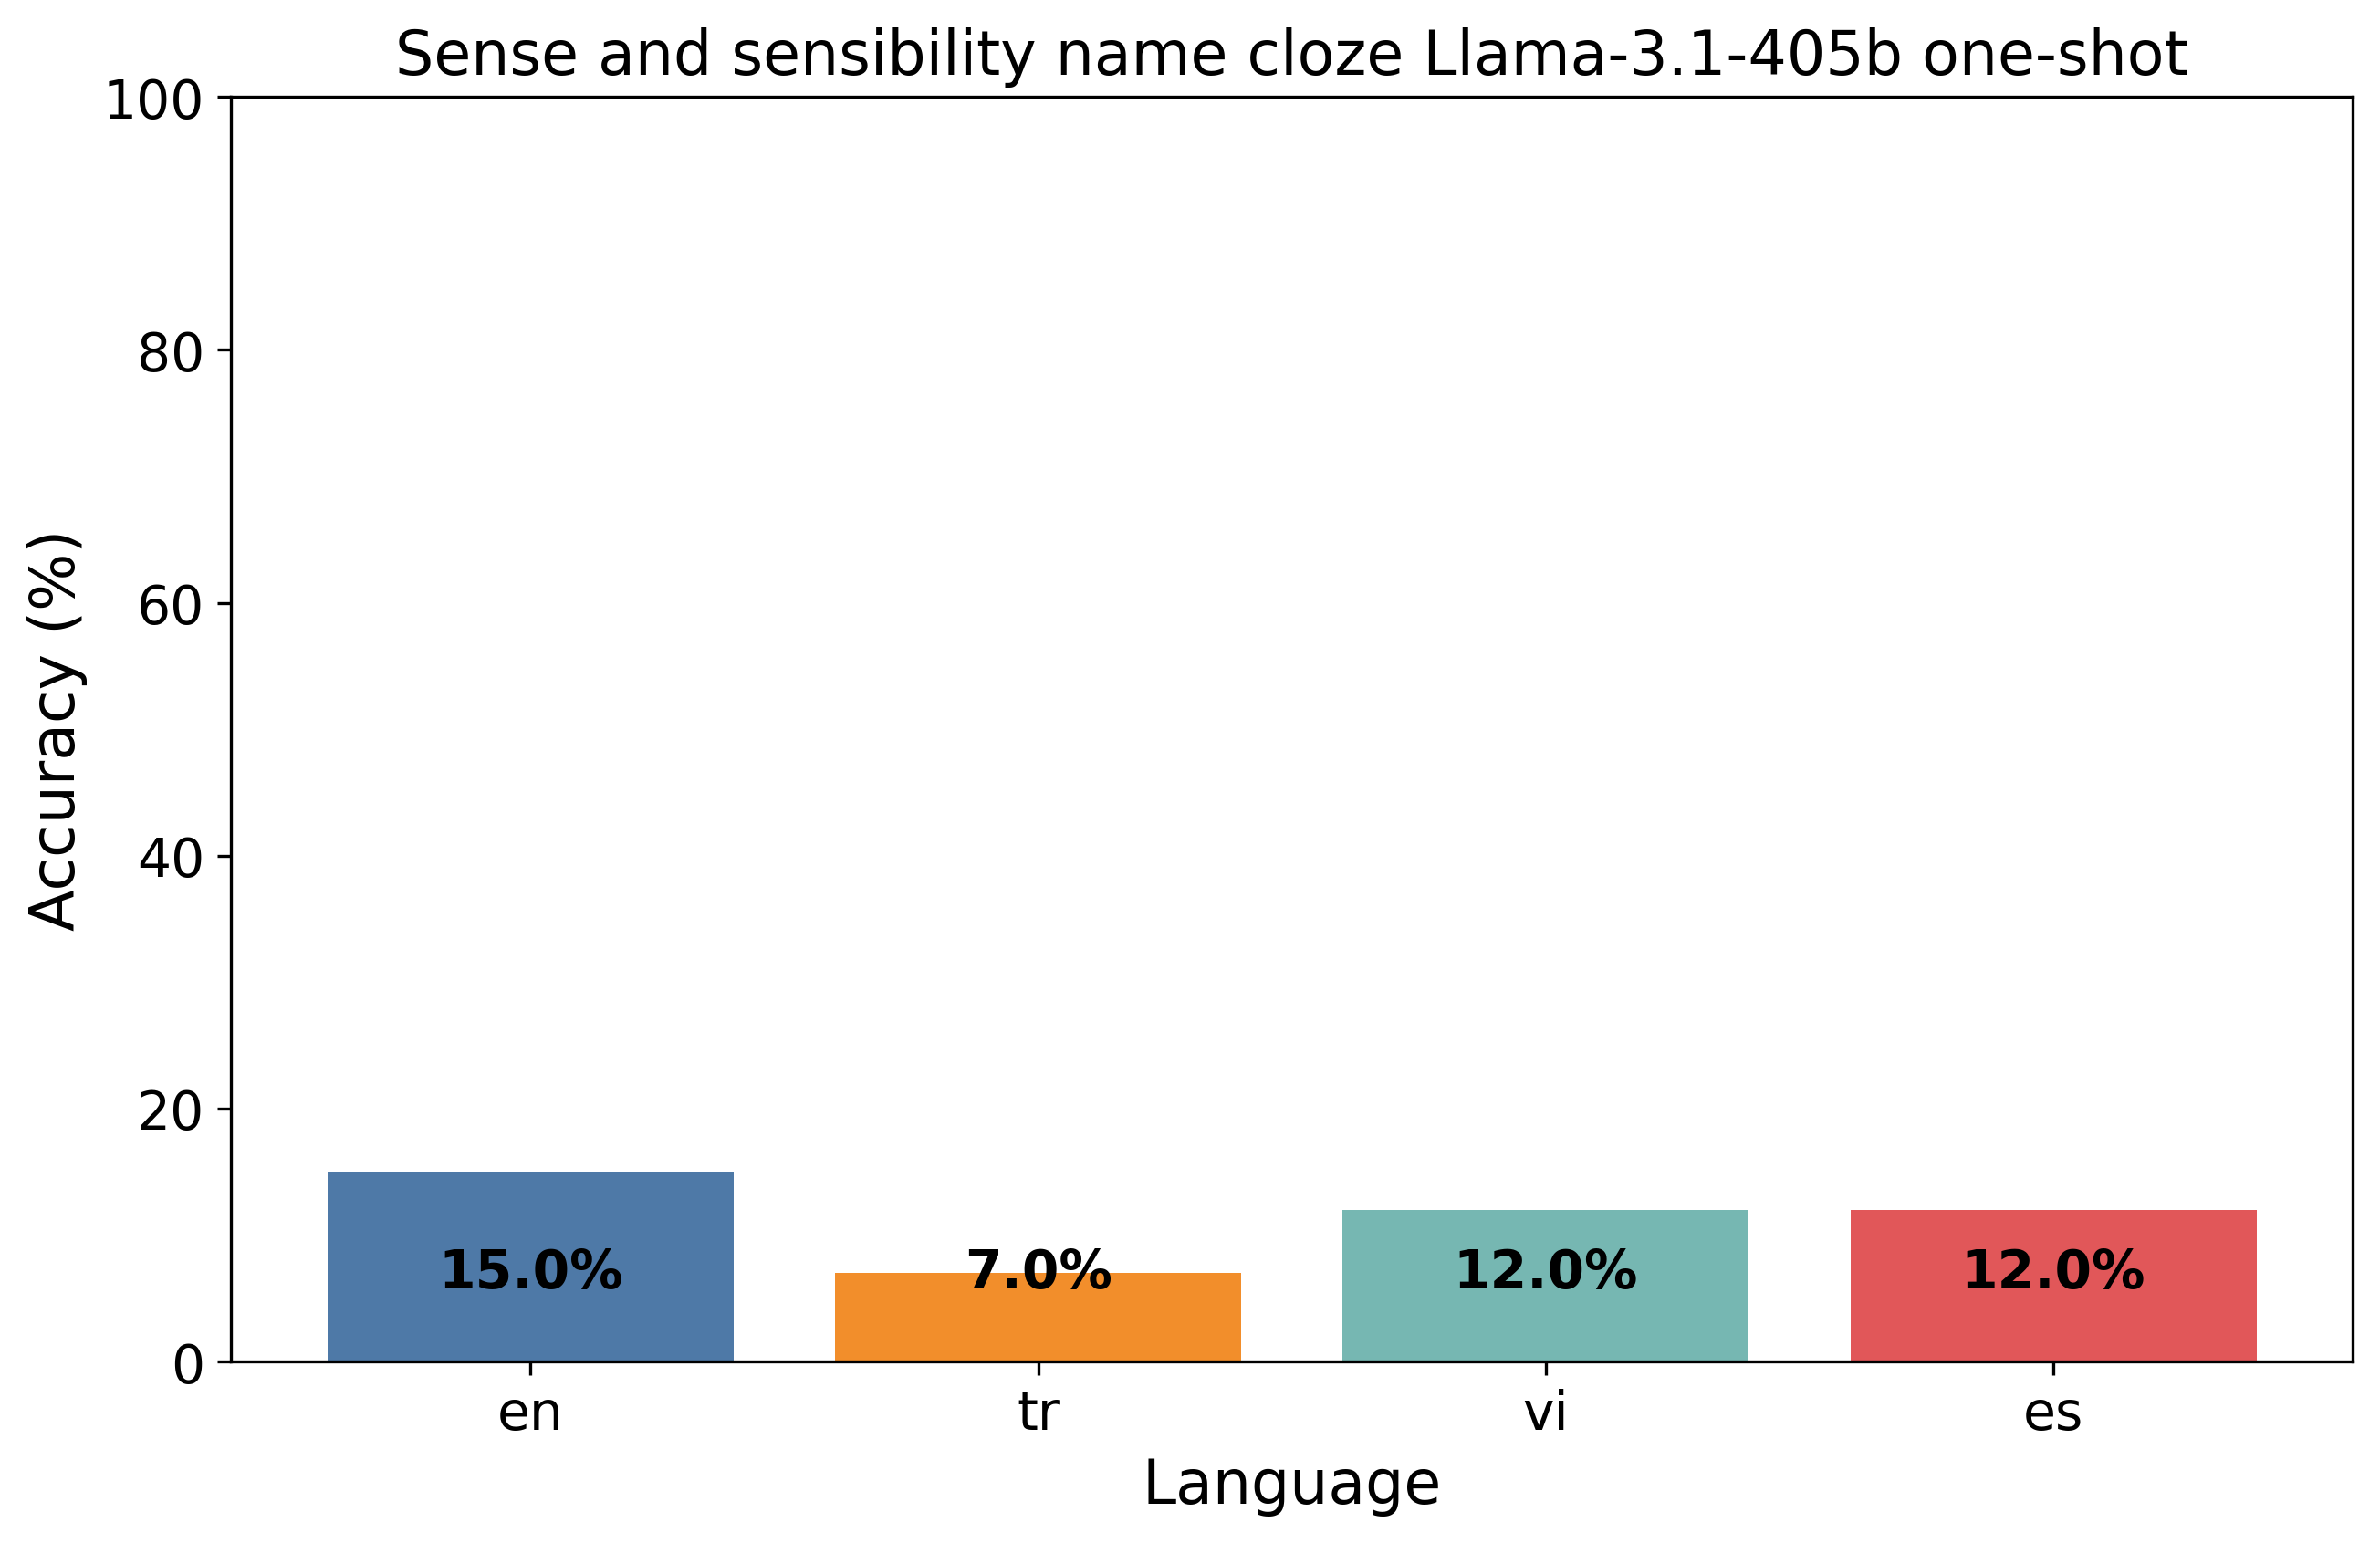 Sense and sensibility name cloze Llama-3.1-405b one-shot
100
80
60
40
20
0
Accuracy (%)
15.0%
7.0%
12.0%
12.0%
en
tr
vi
es
Language